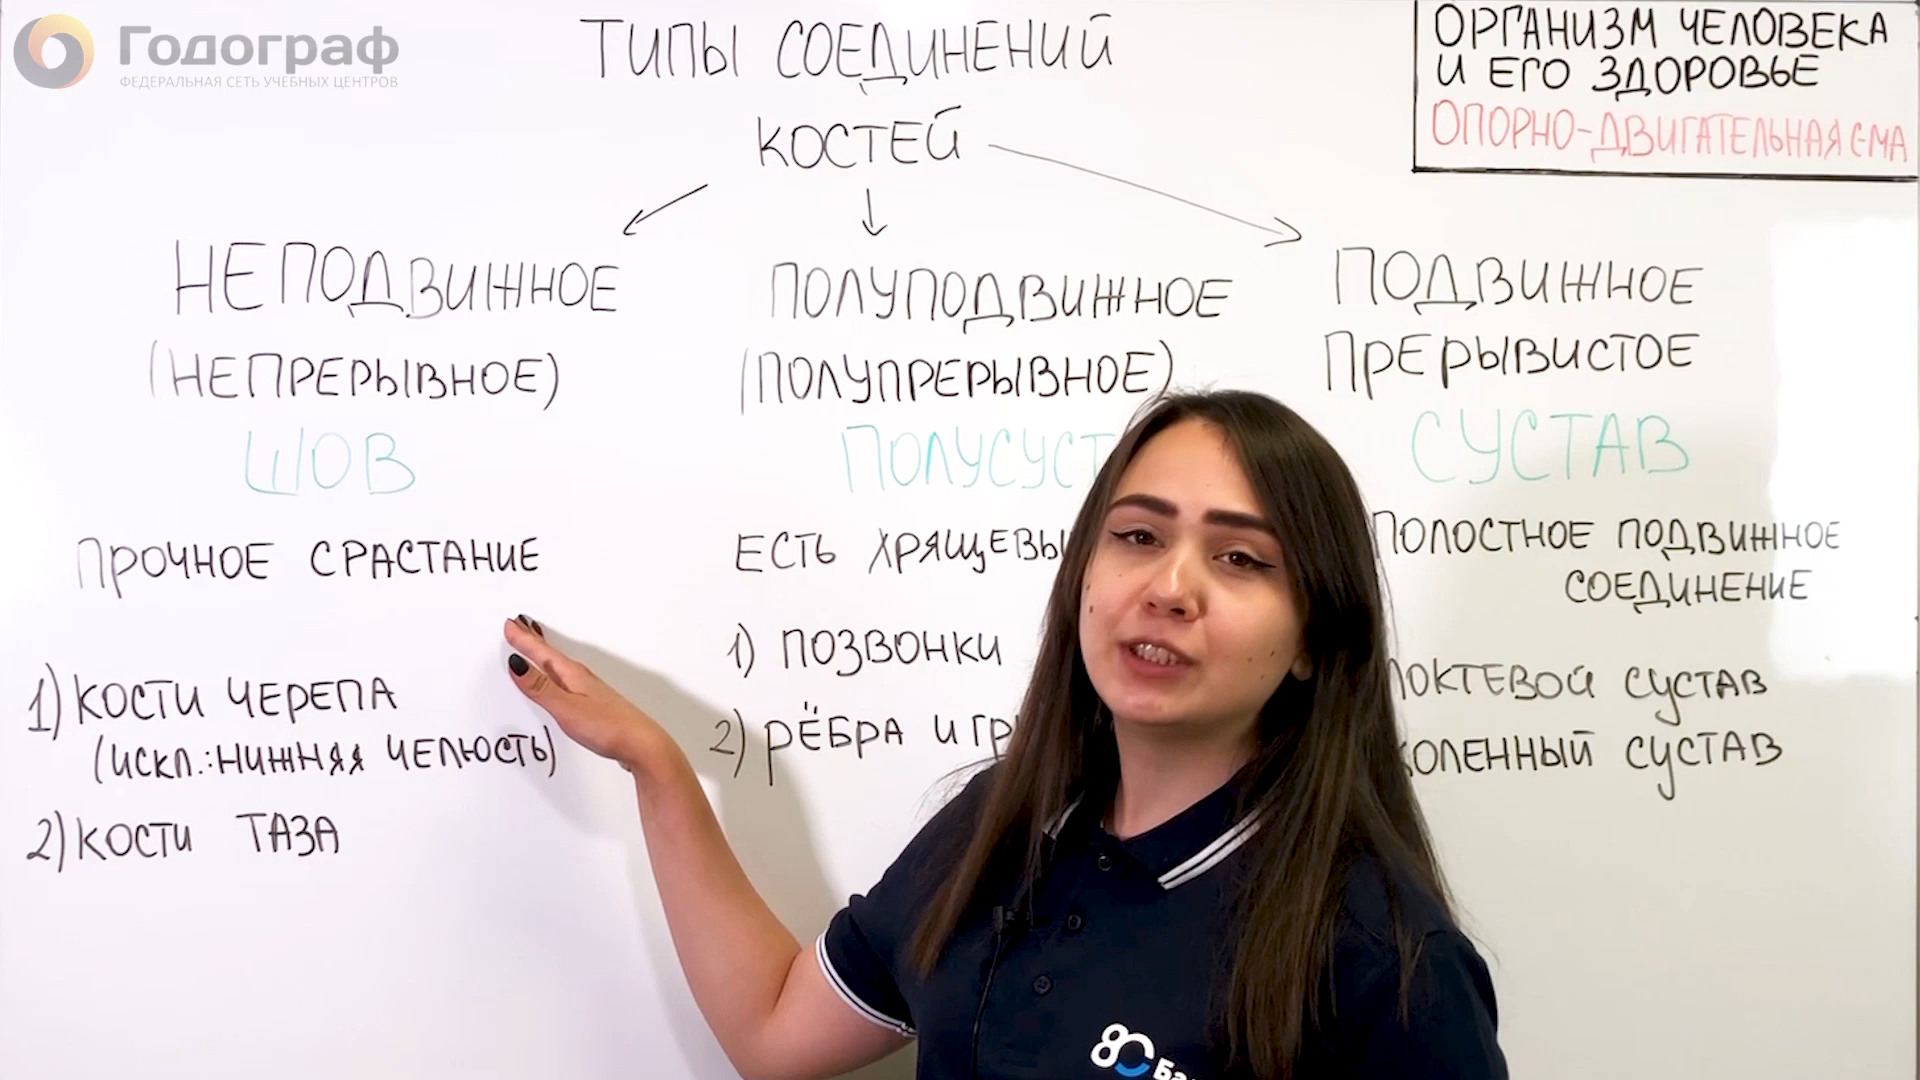 Годограф
ФЕДЕРАЛЬНАЯ СЕТЬ УЧЕБНЫХ ЦЕНТРОВ
ТИПЫ СОЕДИНЕНИЙ
КОСТЕЙ
ОРГАНИЗМ ЧЕЛОВЕКА
И ЕГО ЗДОРОВЬЕ
ОПОРНО-ДВИГАТЕЛЬНАЯ С-МА
НЕПОДВИЖНОЕ
(НЕПРЕРЫВНОЕ)
ШОВ
ПРОЧНОЕ СРАСТАНИЕ
1) КОСТИ ЧЕРЕПА
(ИСКЛ.: НИЖНЯЯ ЧЕЛЮСТЬ)
2) КОСТИ ТАЗА
ПОЛУПОДВИЖНОЕ
(ПОЛУПРЕРЫВНОЕ)
ПОЛУСУСТ
ЕСТЬ ХРЯЩЕВЫ
1) ПОЗВОНКИ
2) РЁБРА И ГР
ПОДВИЖНОЕ
ПРЕРЫВИСТОЕ
СУСТАВ
ПОЛОСТНОЕ ПОДВИЖНОЕ
СОЕДИНЕНИЕ
ЛОКТЕВОЙ СУСТАВ
КОЛЕННЫЙ СУСТАВ
80
Ба